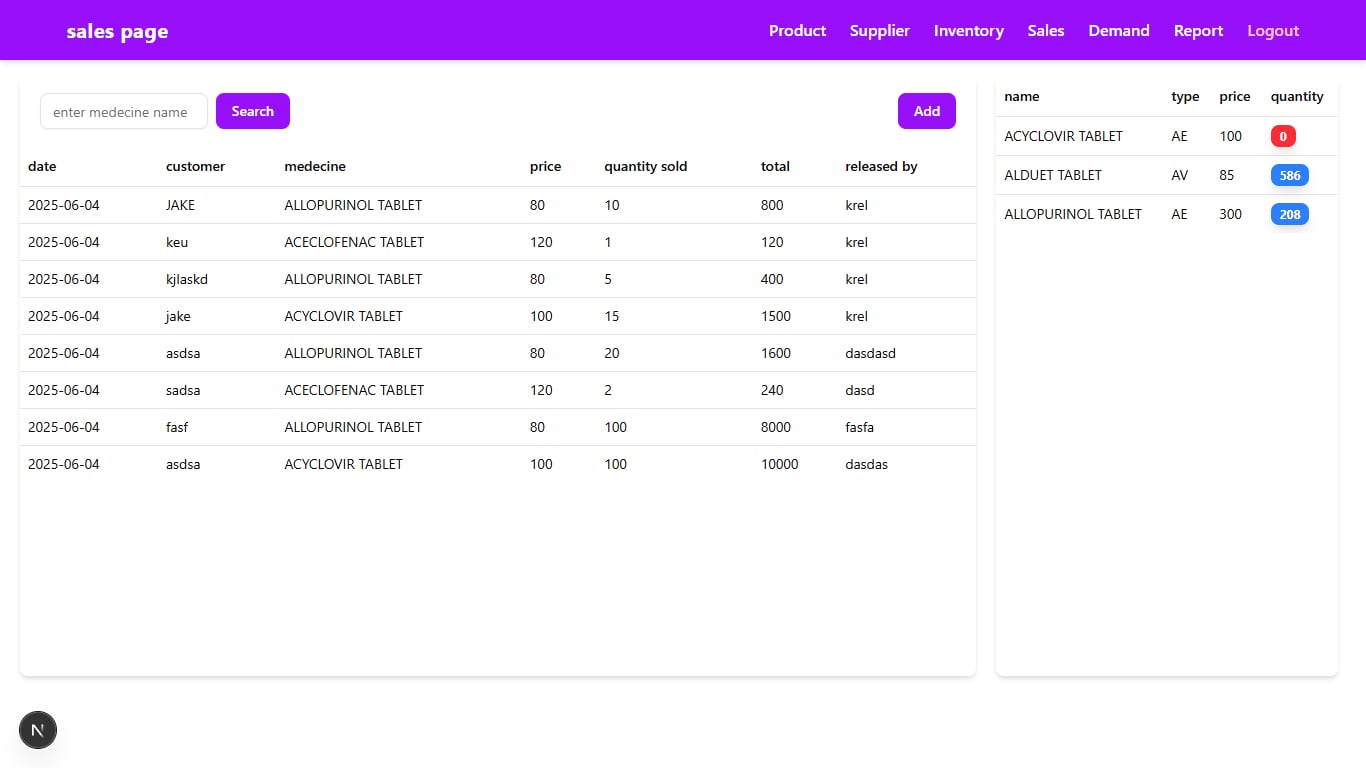 sales page Product Supplier Inventory Sales Demand Report Logout
enter medecine name Search Add
date customer medecine price quantity sold total released by
2025-06-04 JAKE ALLOPURINOL TABLET 80 10 800 krel
2025-06-04 keu ACECLOFENAC TABLET 120 1 120 krel
2025-06-04 kjlaskd ALLOPURINOL TABLET 80 5 400 krel
2025-06-04 jake ACYCLOVIR TABLET 100 15 1500 krel
2025-06-04 asdsa ALLOPURINOL TABLET 80 20 1600 dasdasd
2025-06-04 sadsa ACECLOFENAC TABLET 120 2 240 dasd
2025-06-04 fasf ALLOPURINOL TABLET 80 100 8000 fasfa
2025-06-04 asdsa ACYCLOVIR TABLET 100 100 10000 dasdas
name type price quantity
ACYCLOVIR TABLET AE 100 0
ALDUET TABLET AV 85 586
ALLOPURINOL TABLET AE 300 208
N